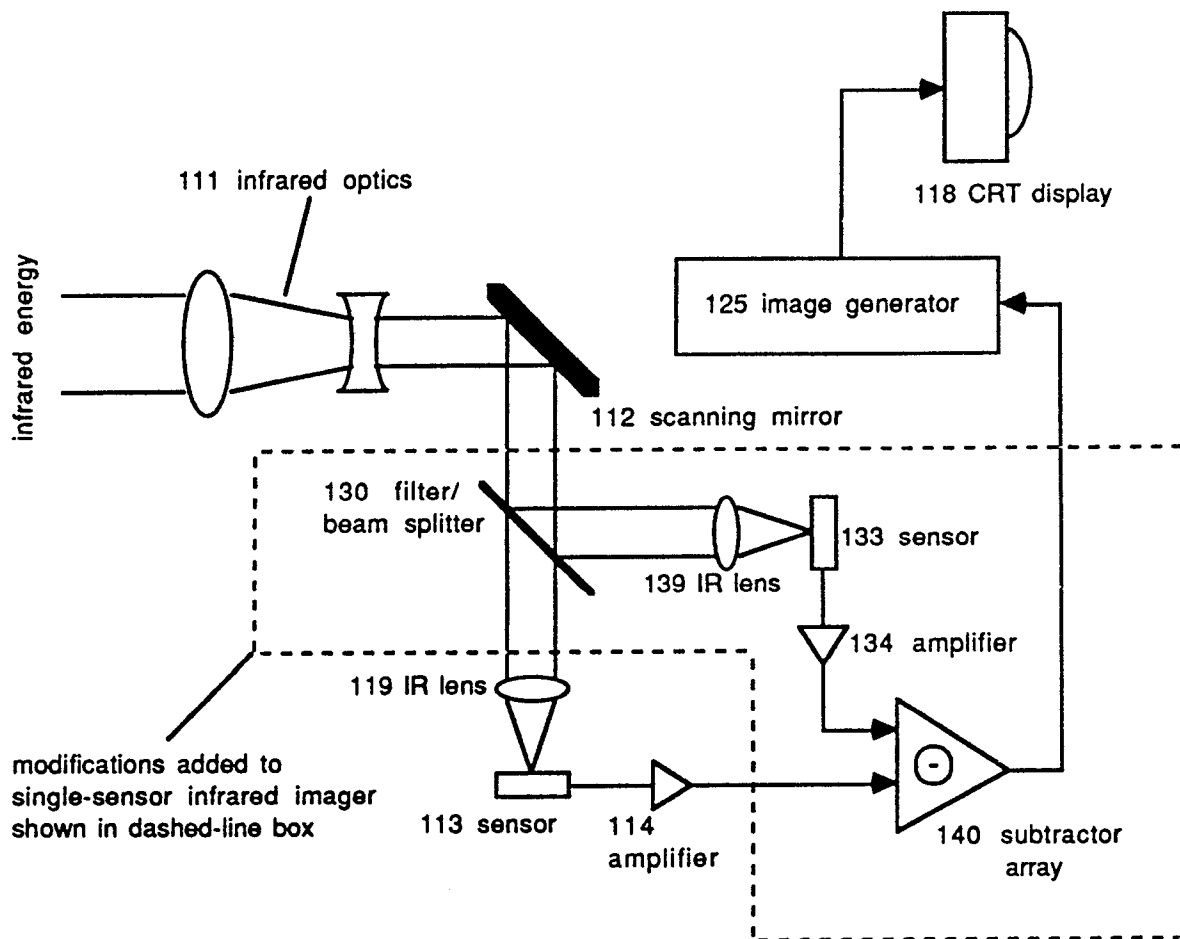 118 CRT display
111 infrared optics
infrared energy
125 image generator
112 scanning mirror
130 filter/
beam splitter
133 sensor
139 IR lens
134 amplifier
119 IR lens
modifications added to
single-sensor infrared imager
shown in dashed-line box
-
113 sensor
114
amplifier
140 subtractor
array